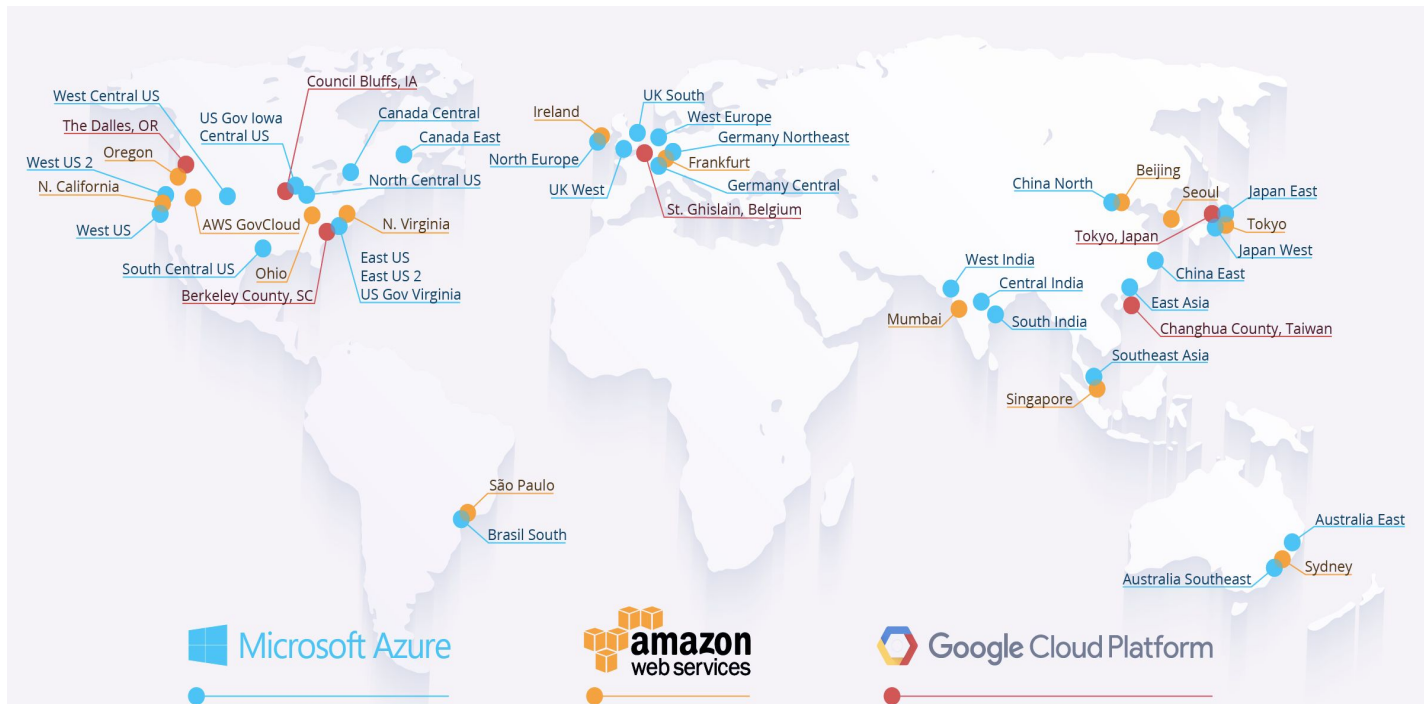 Council Bluffs, IA
West Central US
The Dalles, OR
Oregon
West US 2
N. California
West US
US Gov Iowa
Central US
AWS GovCloud
South Central US
Ohio
Berkeley County, SC
Canada Central
Canada East
North Central US
N. Virginia
East US
East US 2
US Gov Virginia
Ireland
North Europe
UK South
West Europe
Germany Northeast
Frankfurt
UK West
Germany Central
St. Ghislain, Belgium
China North
Beijing
Seoul
Japan East
Tokyo
Tokyo, Japan
Japan West
China East
West India
Central India
East Asia
Mumbai
South India
Changhua County, Taiwan
Southeast Asia
Singapore
São Paulo
Brasil South
Australia East
Sydney
Australia Southeast
Microsoft Azure
amazon
web services
Google Cloud Platform